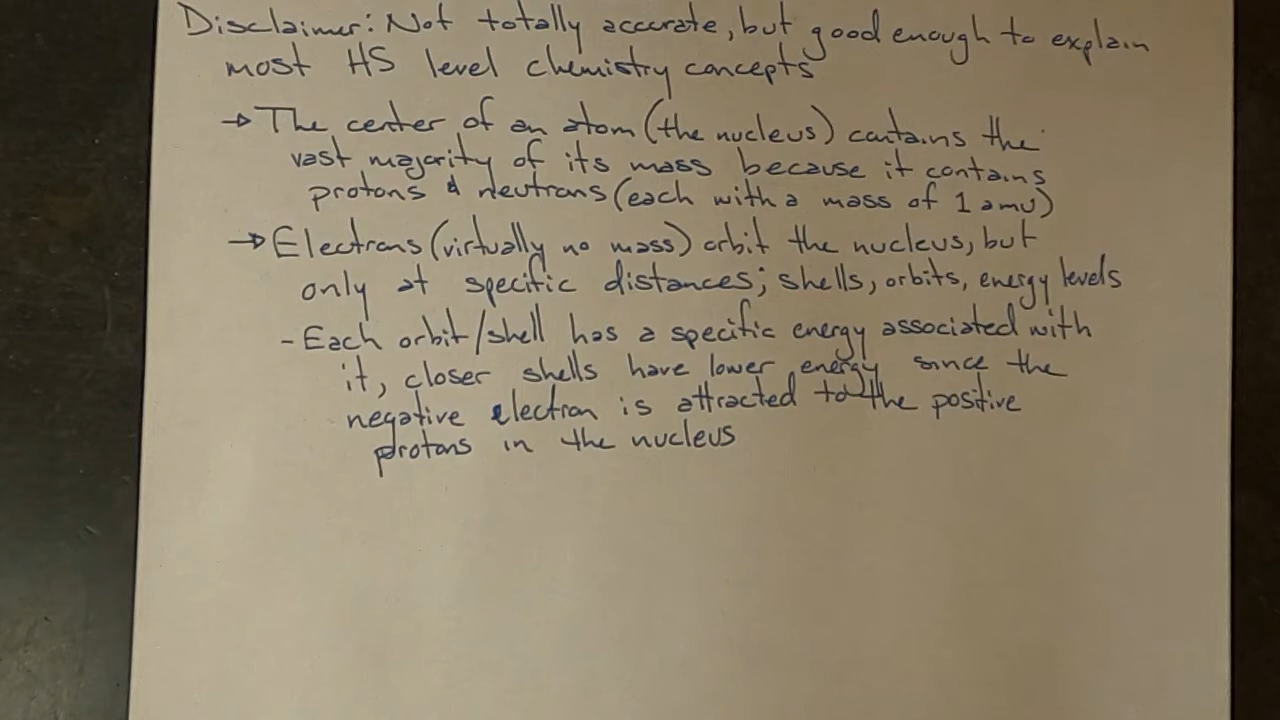 Disclaimer: Not totally accurate, but good enough to explain
most HS level chemistry concepts
→ The center of an atom (the nucleus) contains the
vast majority of its mass because it contains
protons & neutrons (each with a mass of 1 amu)
→ Electrons (virtually no mass) orbit the nucleus, but
only at specific distances; shells, orbits, energy levels
- Each orbit/shell has a specific energy associated with
it, closer shells have lower energy since the
negative electron is attracted to the positive
protons in the nucleus